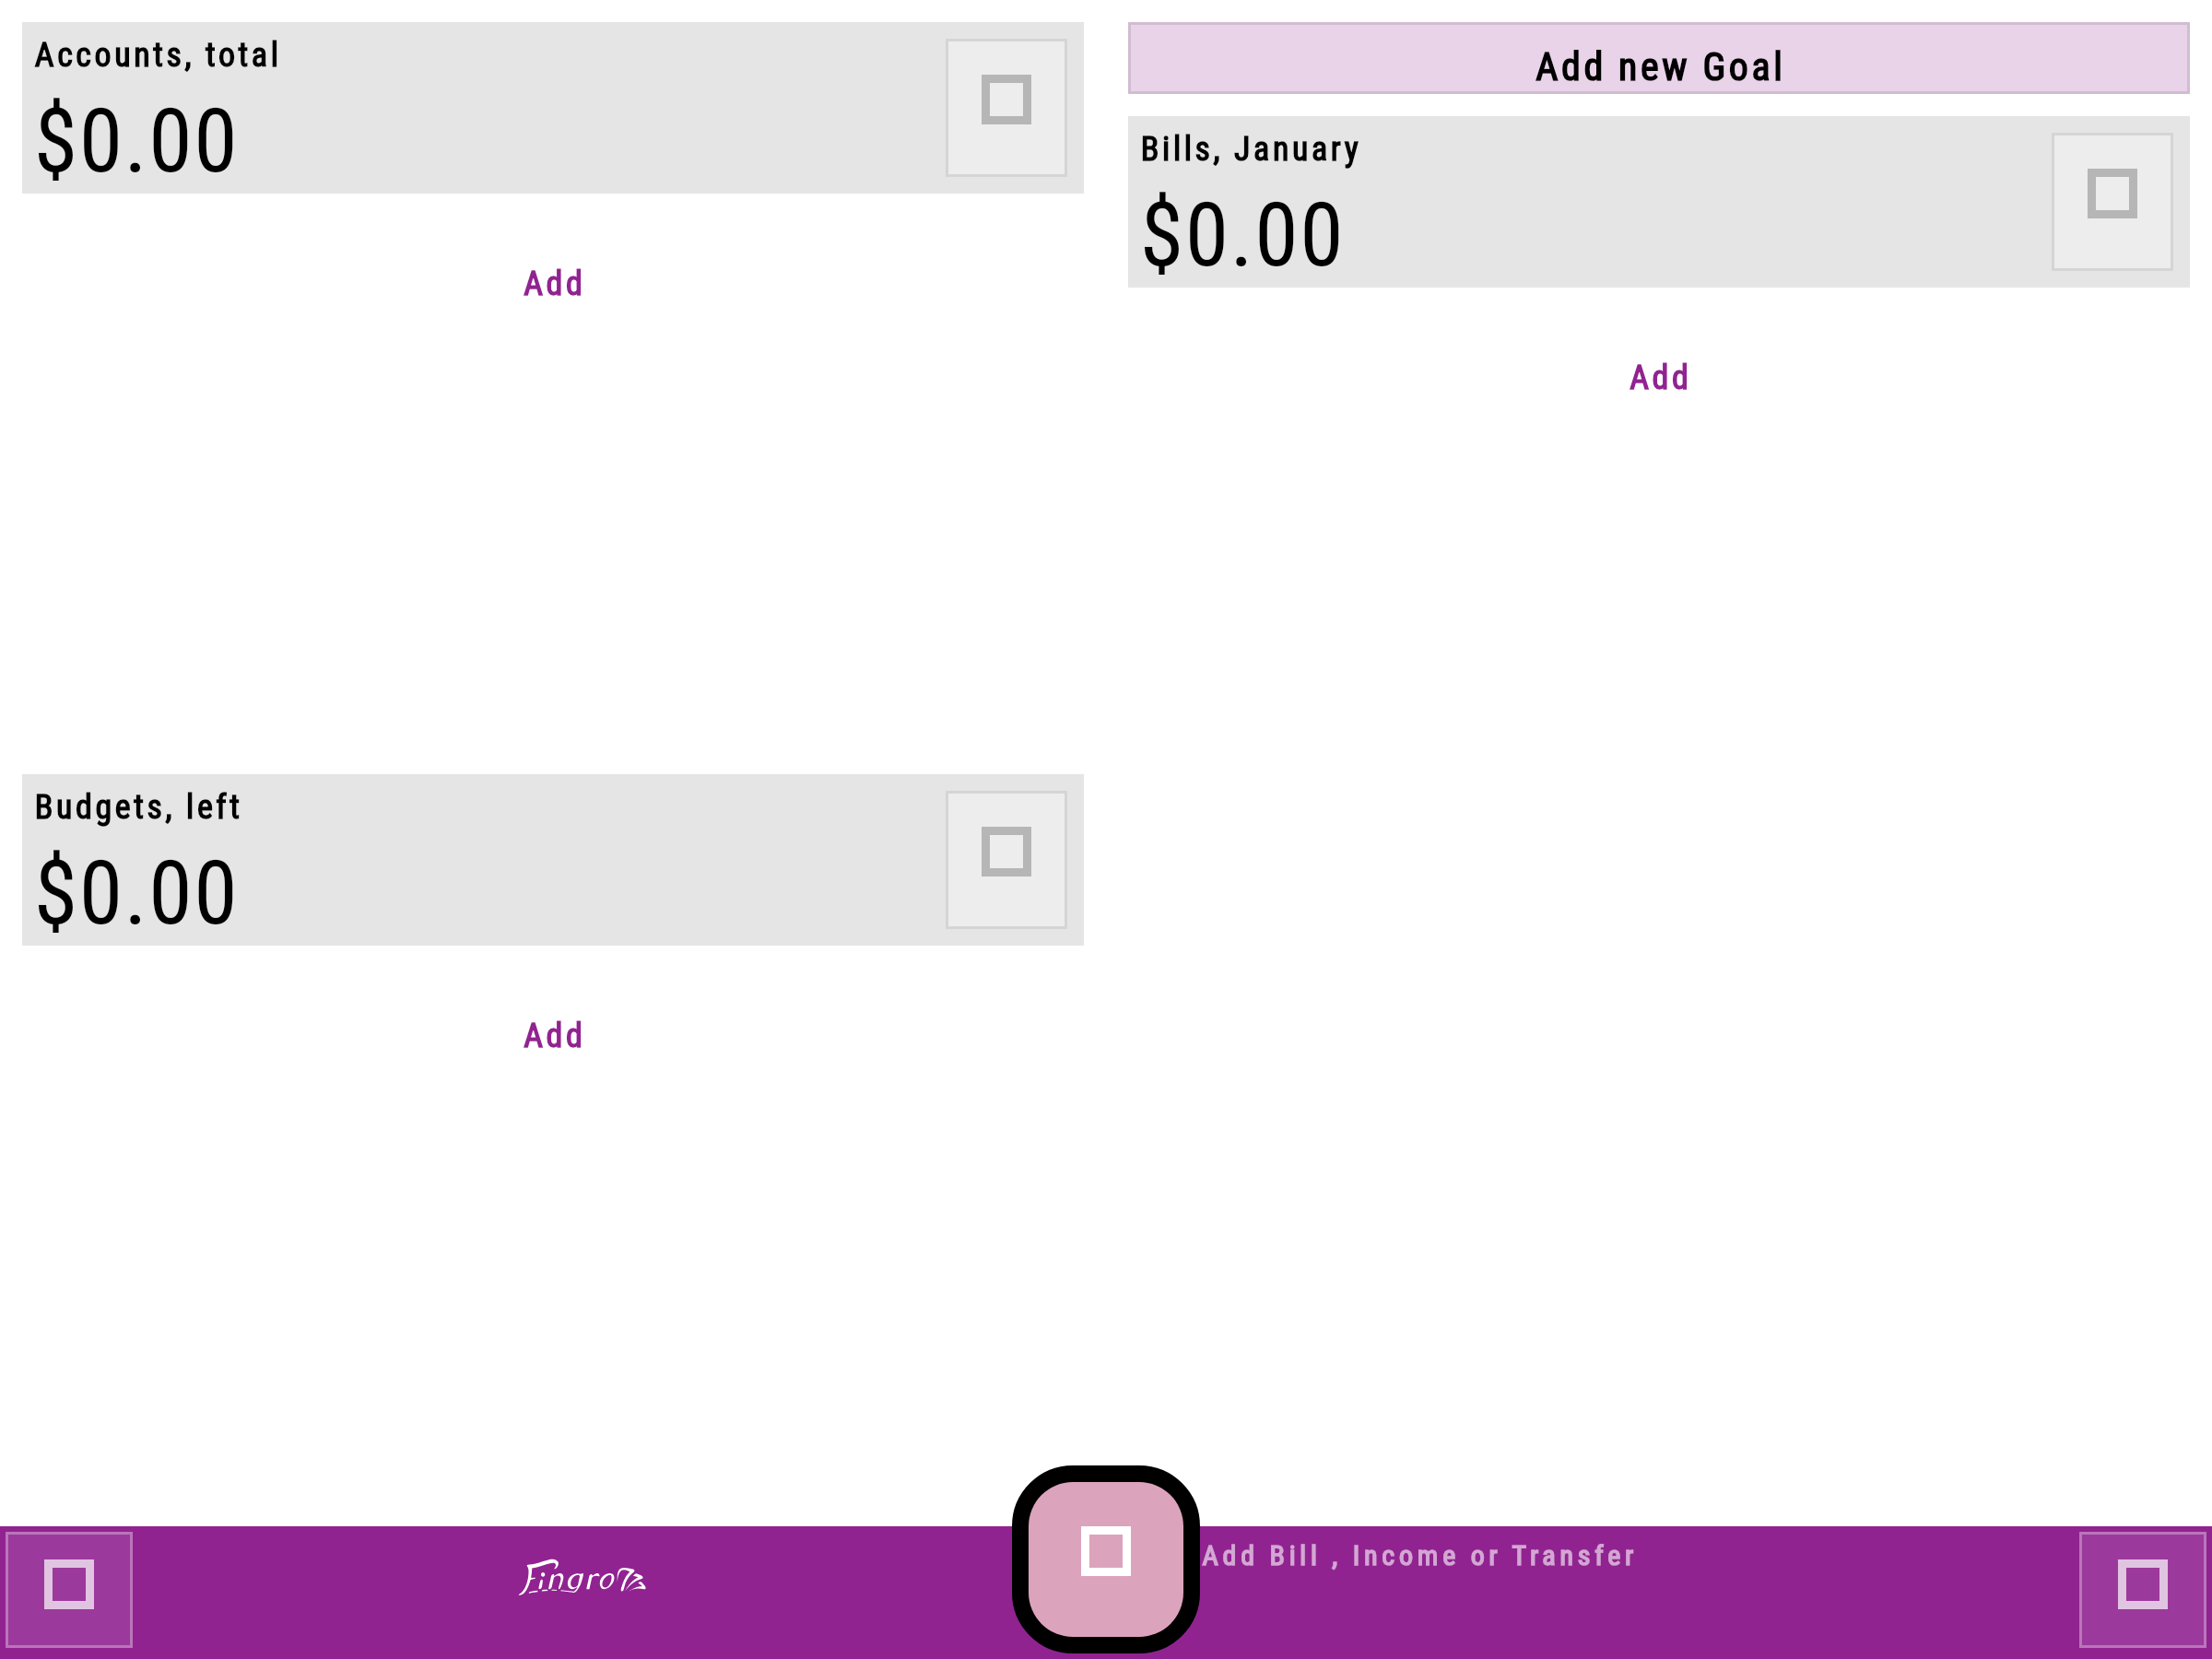 Accounts, total
$0.00
Add
Budgets, left
$0.00
Add
Add new Goal
Bills, January
$0.00
Add
Add Bill , Income or Transfer